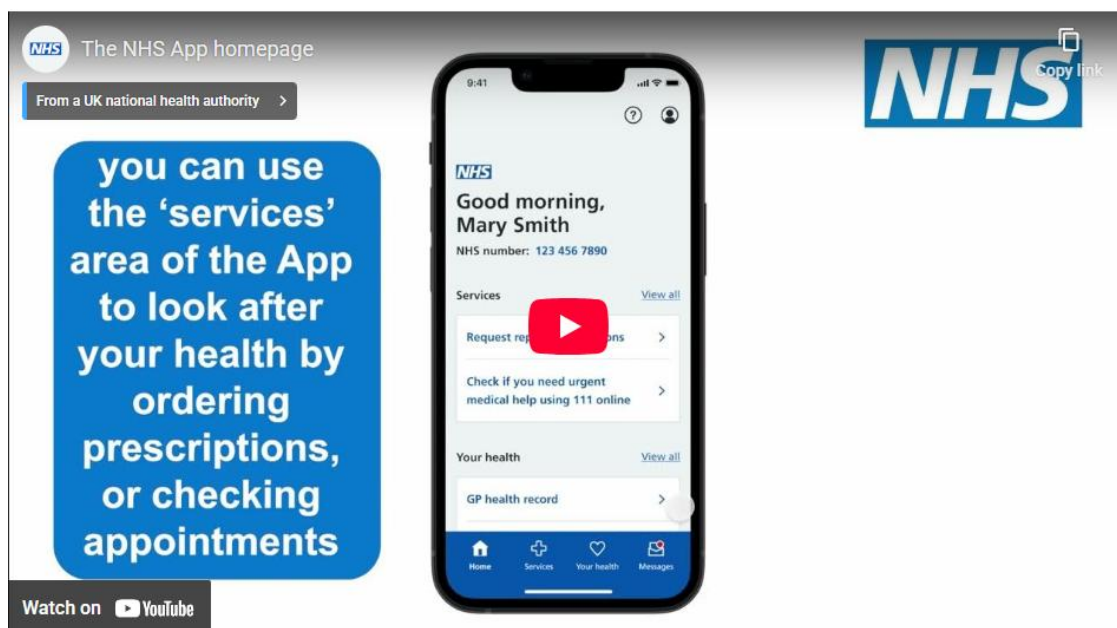 NHS The NHS App homepage
From a UK national health authority
NHS
Copy link
you can use
the ‘services’
area of the App
to look after
your health by
ordering
prescriptions,
or checking
appointments
9:41
NHS
Good morning,
Mary Smith
NHS number: 123 456 7890
Services View all
Request
Check if you need urgent
medical help using 111 online
Your health View all
GP health record
Home Services Your health Messages
Watch on YouTube